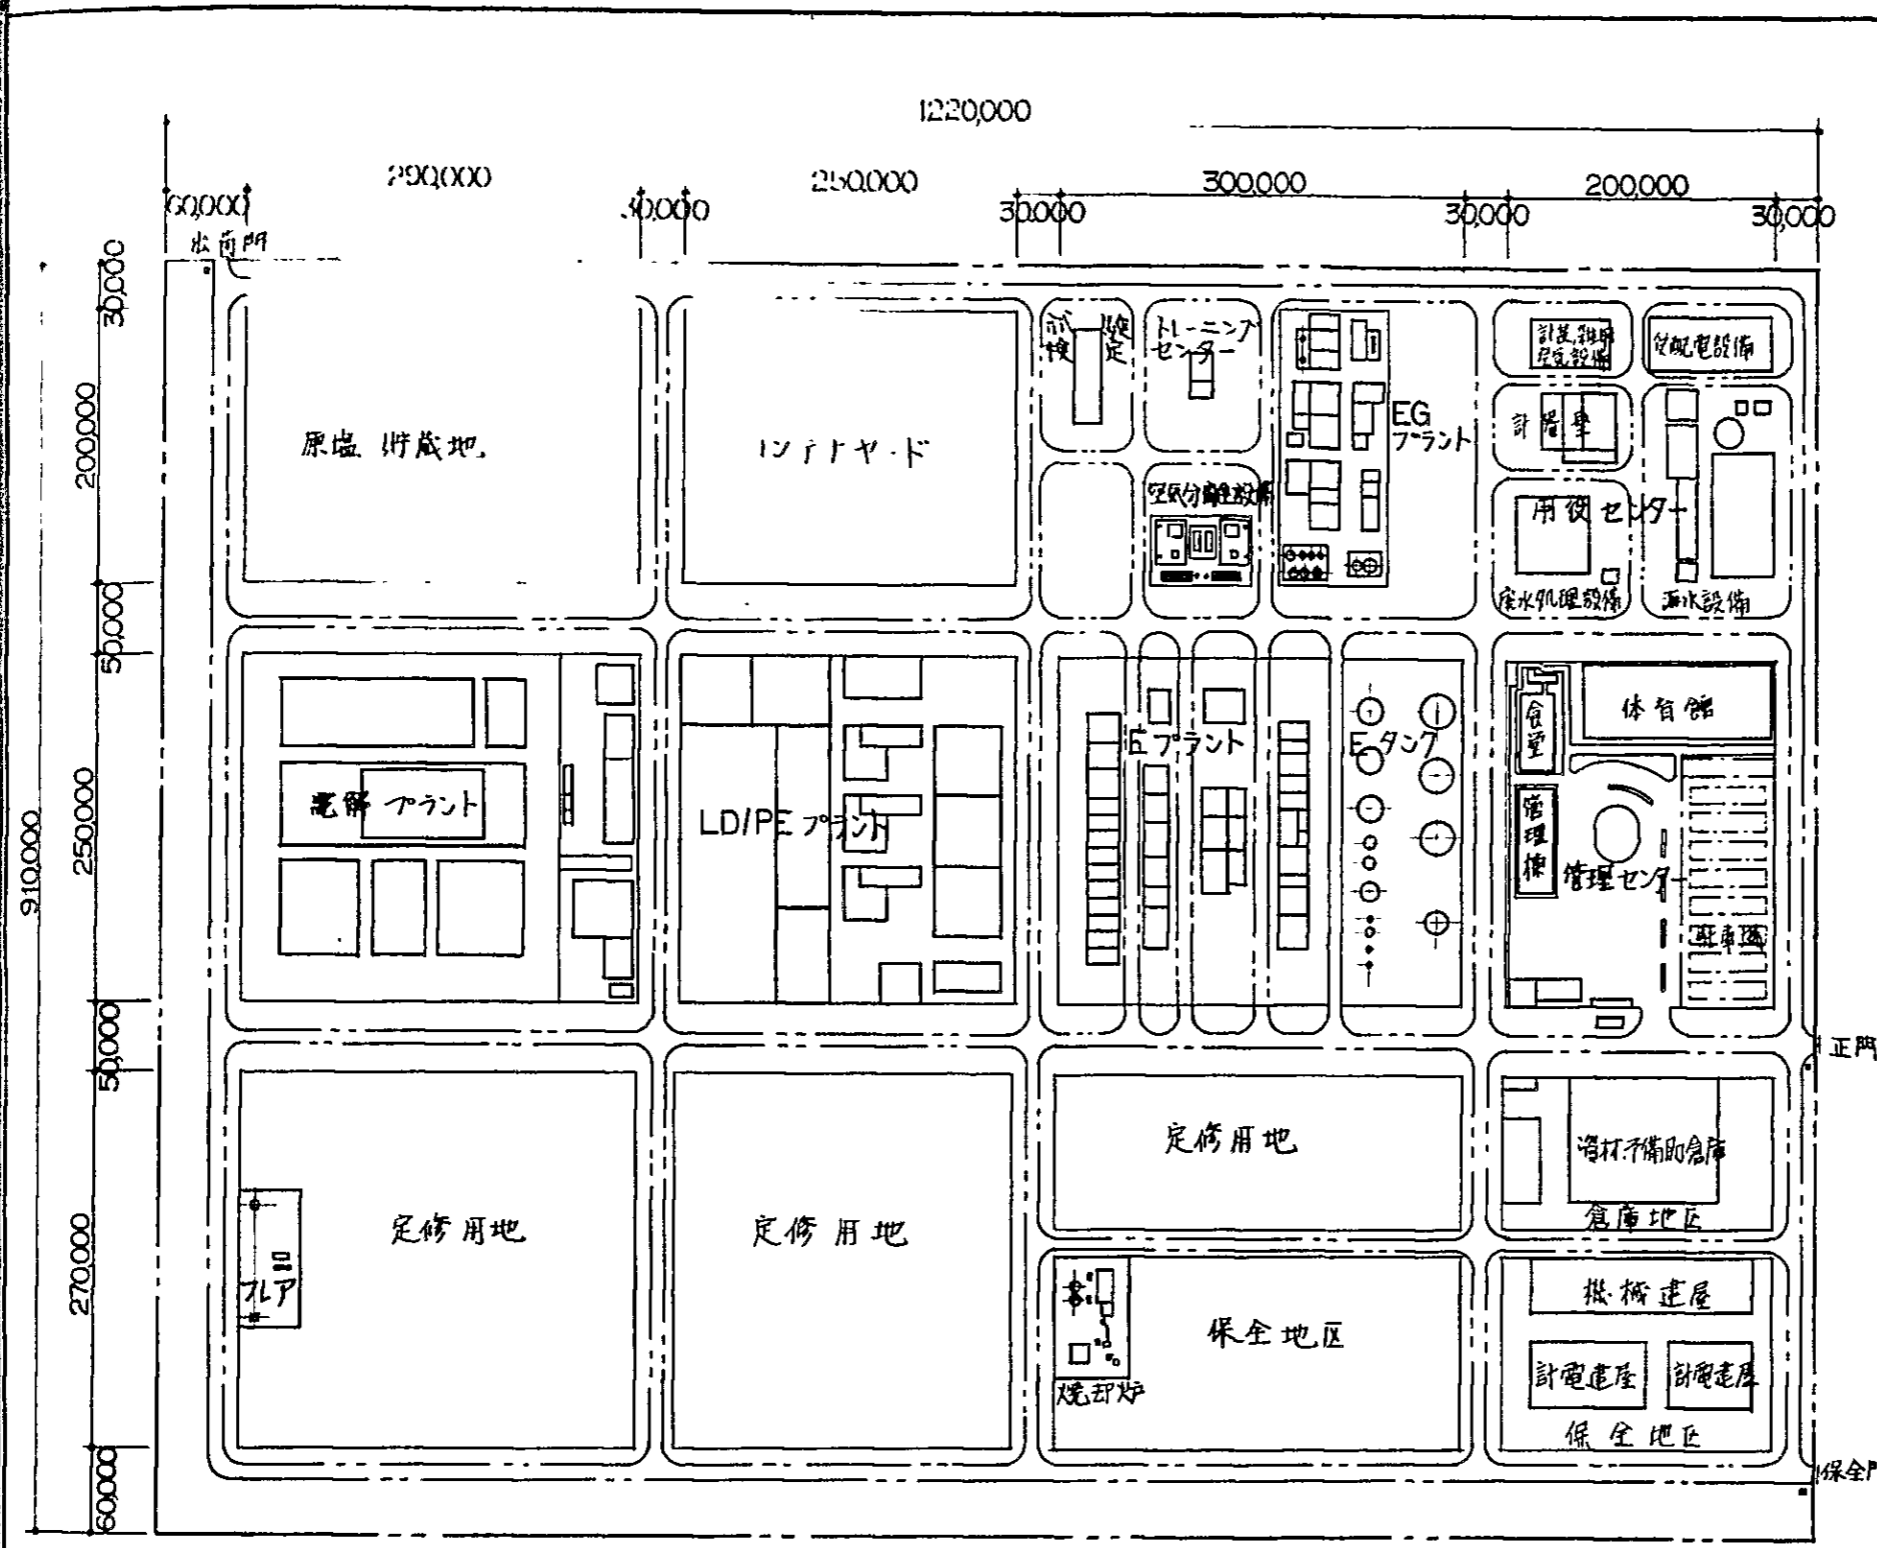 1220,000
290,000
250,000
300,000
200,000
60,000
30,000
30,000
30,000
30,000
出荷門
30,000
200,000
50,000
250,000
50,000
270,000
60,000
910,000
原塩貯蔵地
コンテナヤード
試験
検定
トレーニング
センター
EG
プラント
空気分離設備
受配電設備
計器室
用役センター
廃水処理設備
海水設備
電解プラント
LD/PEプラント
Eプラント
E-タンク
食堂
体育館
管理棟
管理センター
駐車場
正門
定修用地
定修用地
定修用地
フレア
資材予備品倉庫
倉庫地区
保全地区
焼却炉
機械建屋
計電建屋
計電建屋
保全地区
保全門